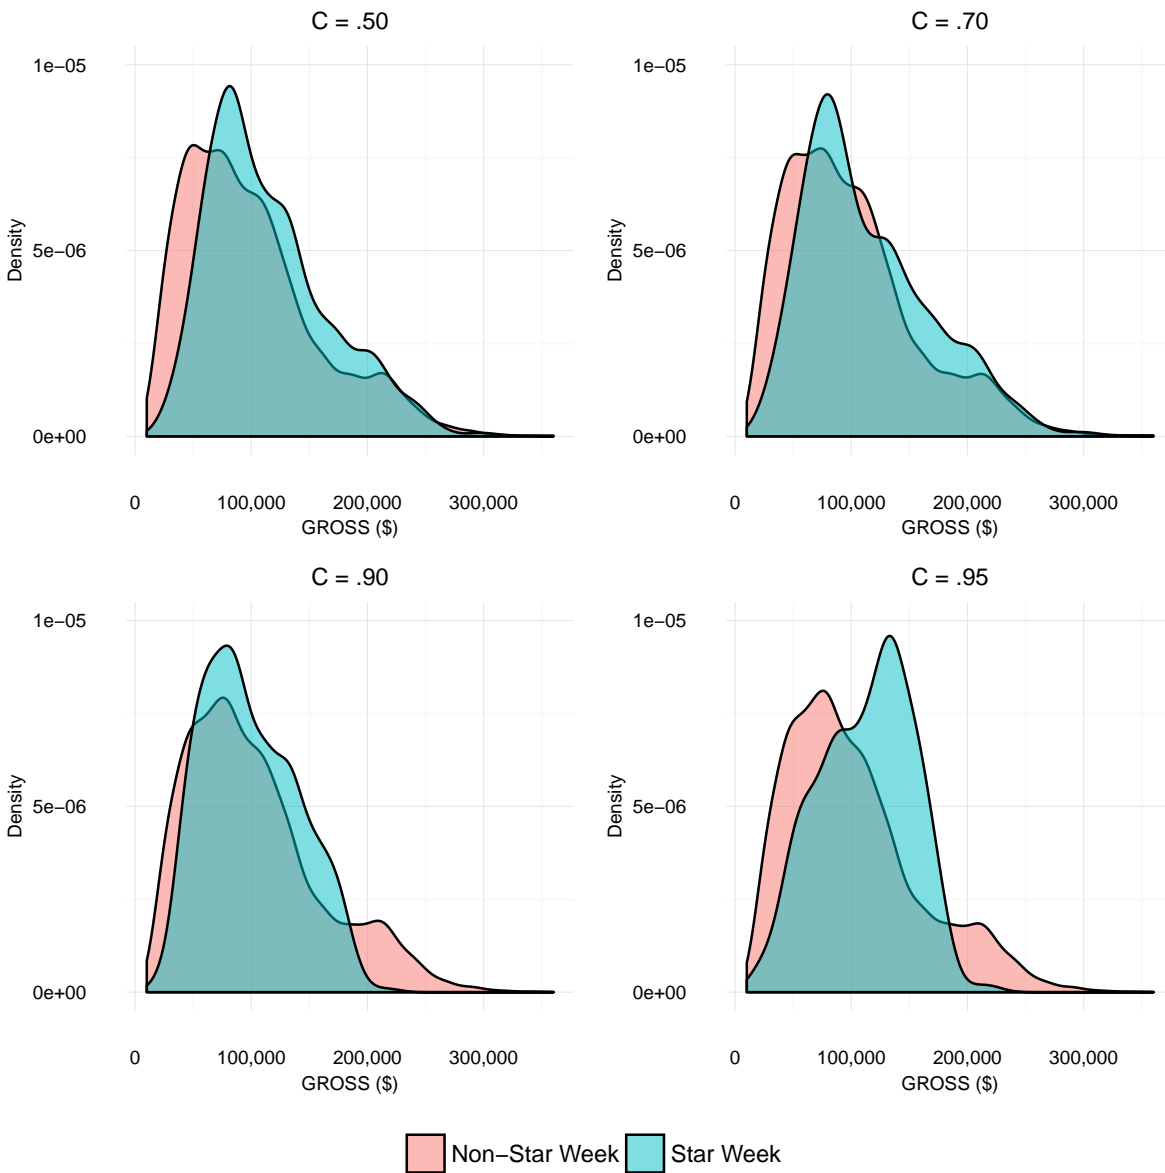 C = .50
C = .70
1e−05
5e−06
0e+00
Density
0 100,000 200,000 300,000
GROSS ($)
1e−05
5e−06
0e+00
Density
0 100,000 200,000 300,000
GROSS ($)
C = .90
C = .95
1e−05
5e−06
0e+00
Density
0 100,000 200,000 300,000
GROSS ($)
1e−05
5e−06
0e+00
Density
0 100,000 200,000 300,000
GROSS ($)
Non−Star Week Star Week